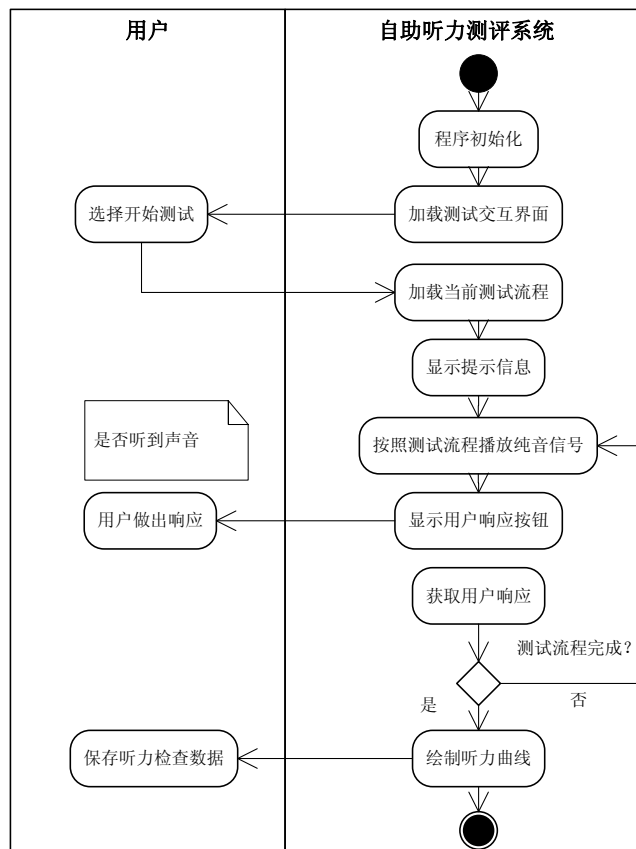 用户
自助听力测评系统
程序初始化
选择开始测试
加载测试交互界面
加载当前测试流程
显示提示信息
是否听到声音
按照测试流程播放纯音信号
用户做出响应
显示用户响应按钮
获取用户响应
测试流程完成?
否
是
保存听力检查数据
绘制听力曲线